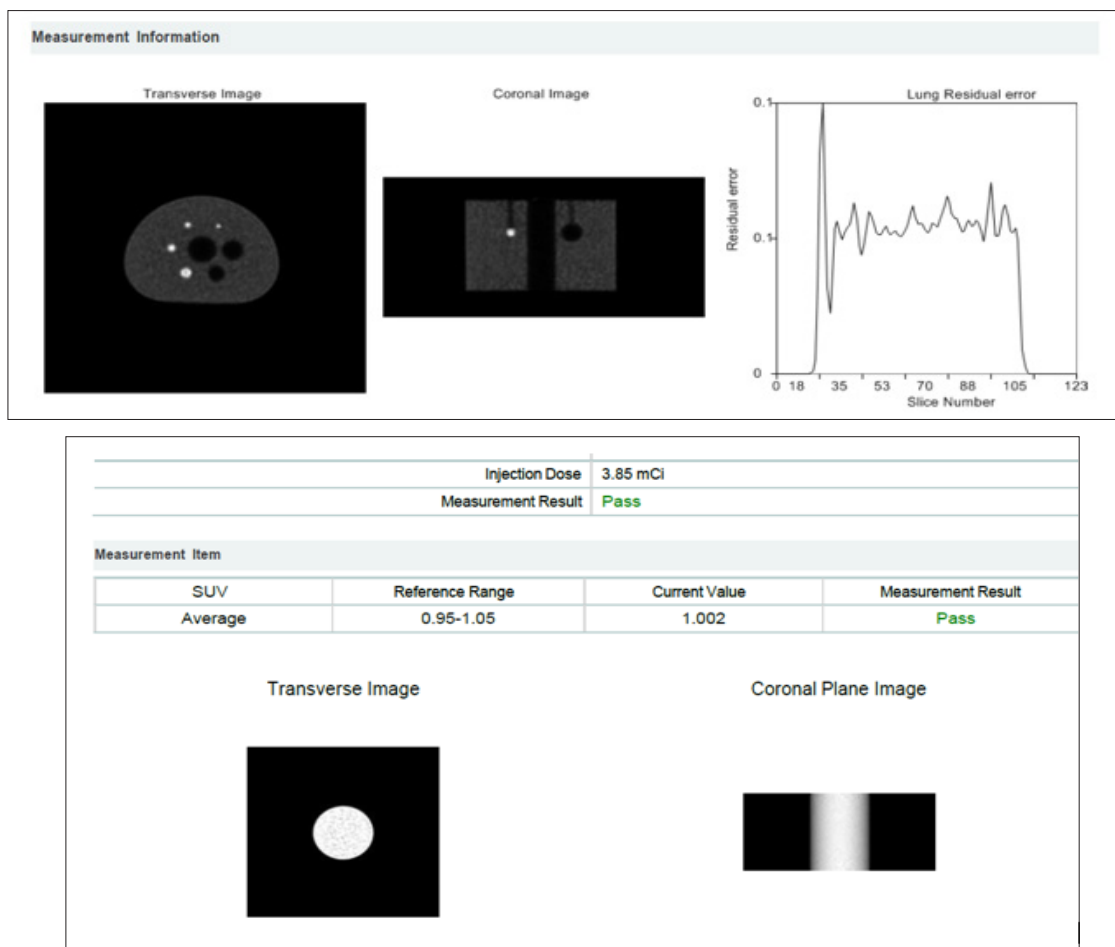 Measurement Information
Transverse Image
Coronal Image
Lung Residual error
0.1
Residual error
0.1
0
0 18 35 53 70 88 105 123
Slice Number
Injection Dose 3.85 mCi
Measurement Result Pass
Measurement Item
SUV Reference Range Current Value Measurement Result
Average 0.95-1.05 1.002 Pass
Transverse Image Coronal Plane Image